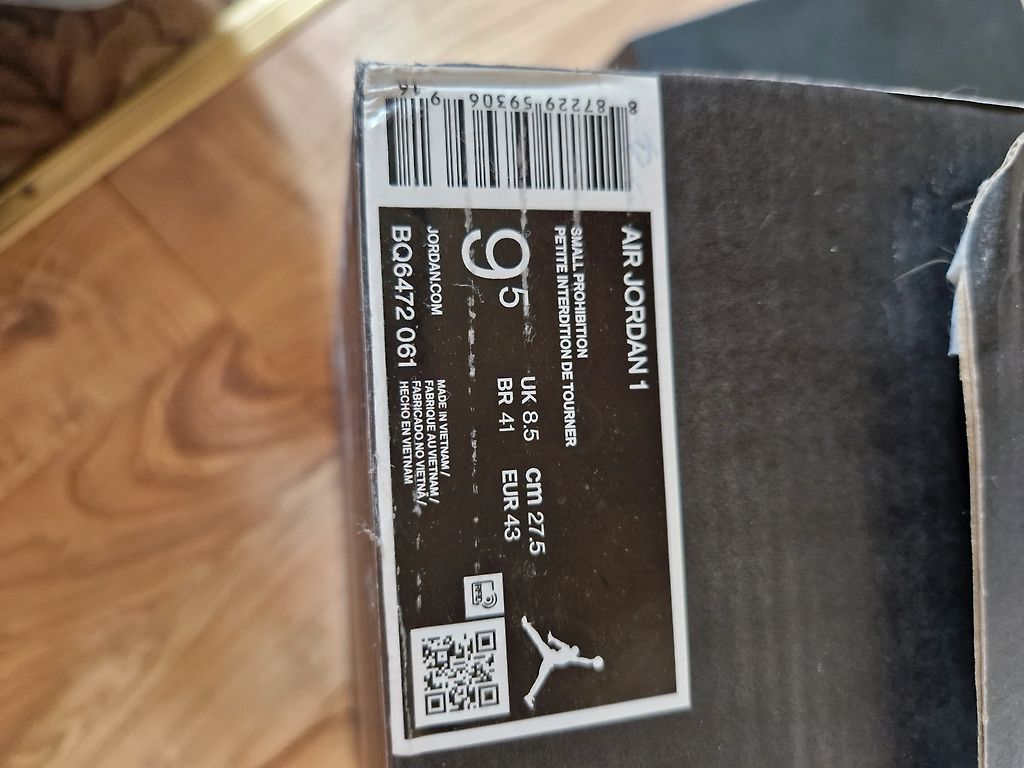 8 87229 59306 9 16
AIR JORDAN 1
SMALL PROHIBITION
PETITE INTERDITION DE TOURNER
9.5
UK 8.5 cm 27.5
BR 41 EUR 43
JORDAN.COM
BQ6472 061
MADE IN VIETNAM/
FABRIQUE AU VIETNAM/
FABRICADO NO VIETNÃ/
HECHO EN VIETNAM